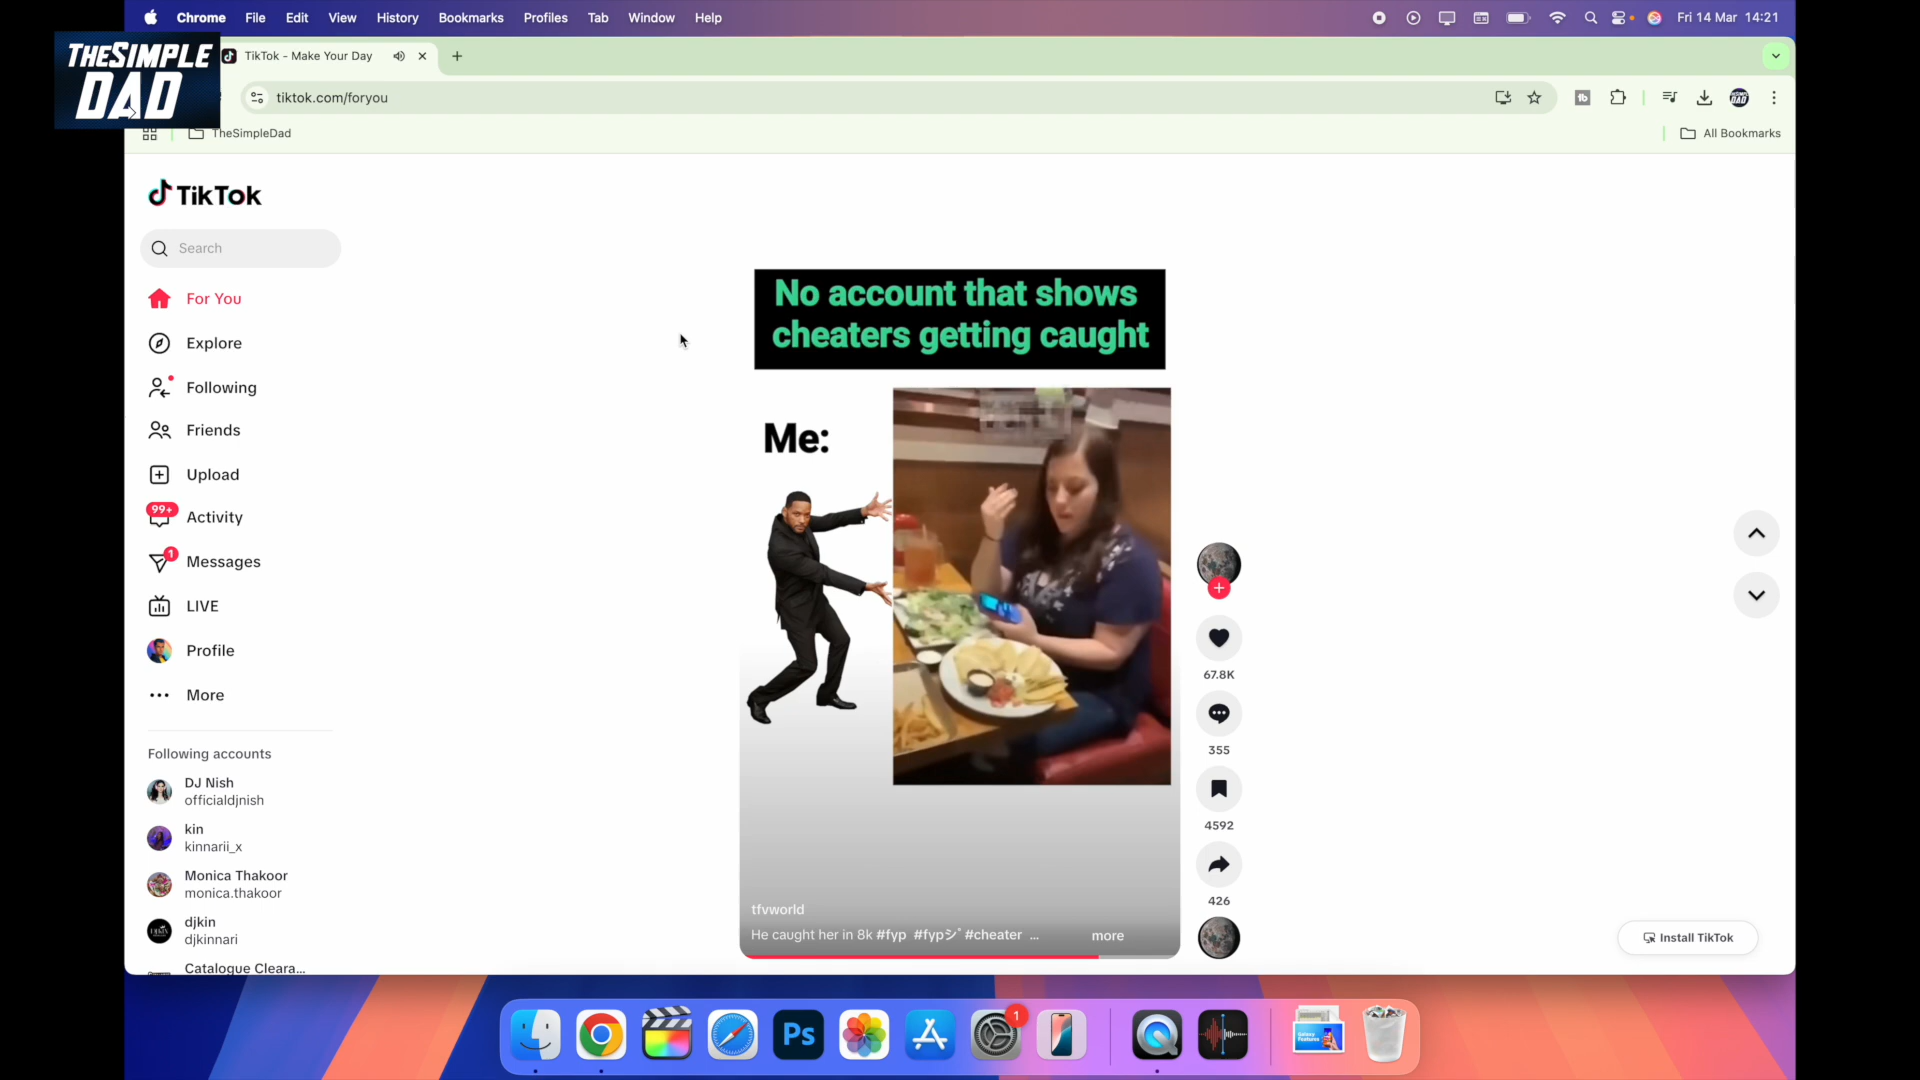 Chrome File Edit View History Bookmarks Profiles Tab Window Help
Fri 14 Mar 14:21
THESIMPLE
DAD
TikTok - Make Your Day
tiktok.com/foryou
TheSimpleDad
All Bookmarks
TikTok
Search
For You
Explore
Following
Friends
Upload
99+
Activity
1
Messages
LIVE
Profile
More
Following accounts
DJ Nish
officialdjnish
kin
kinnarii_x
Monica Thakoor
monica.thakoor
djkin
djkinnari
Catalogue Cleara...
No account that shows
cheaters getting caught
Me:
67.8K
355
4592
426
tfvworld
He caught her in 8k #fyp #fypシ゚ #cheater ...
more
Install TikTok
Ps
1
Galaxy
Features